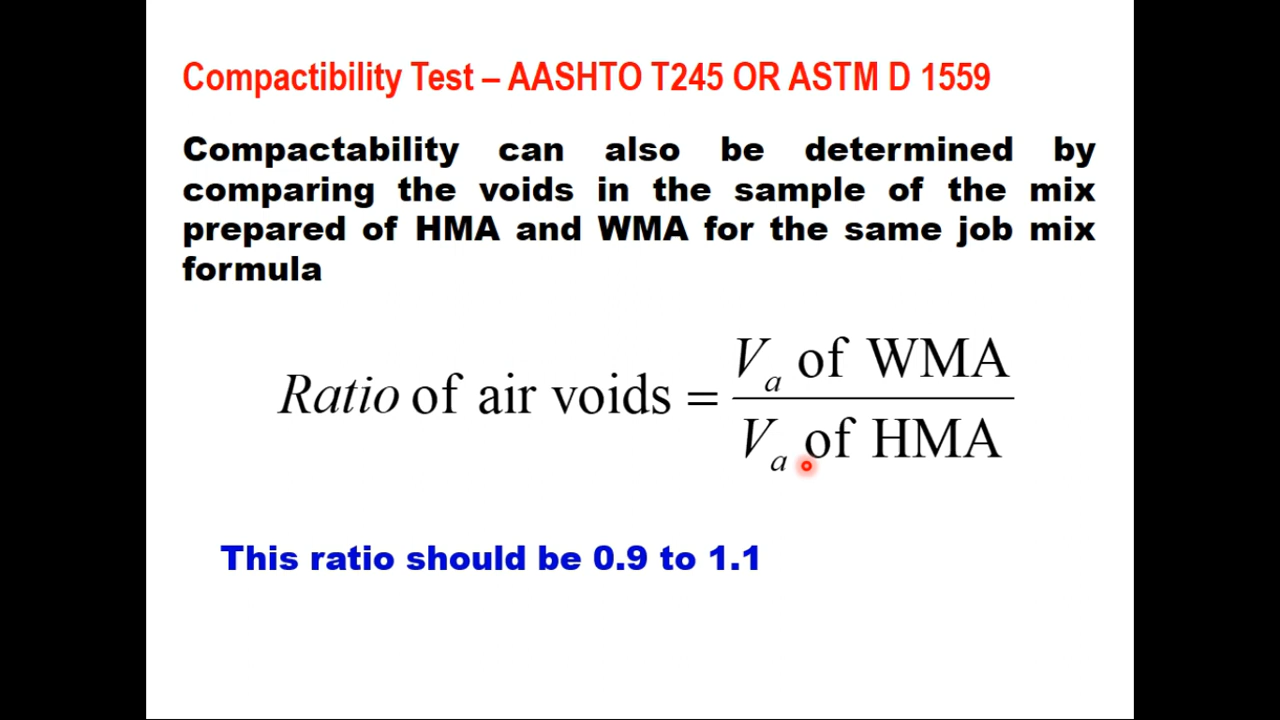 Compactibility Test – AASHTO T245 OR ASTM D 1559
Compactability can also be determined by
comparing the voids in the sample of the mix
prepared of HMA and WMA for the same job mix
formula
Ratio of air voids = V_a of WMA / V_a of HMA
This ratio should be 0.9 to 1.1